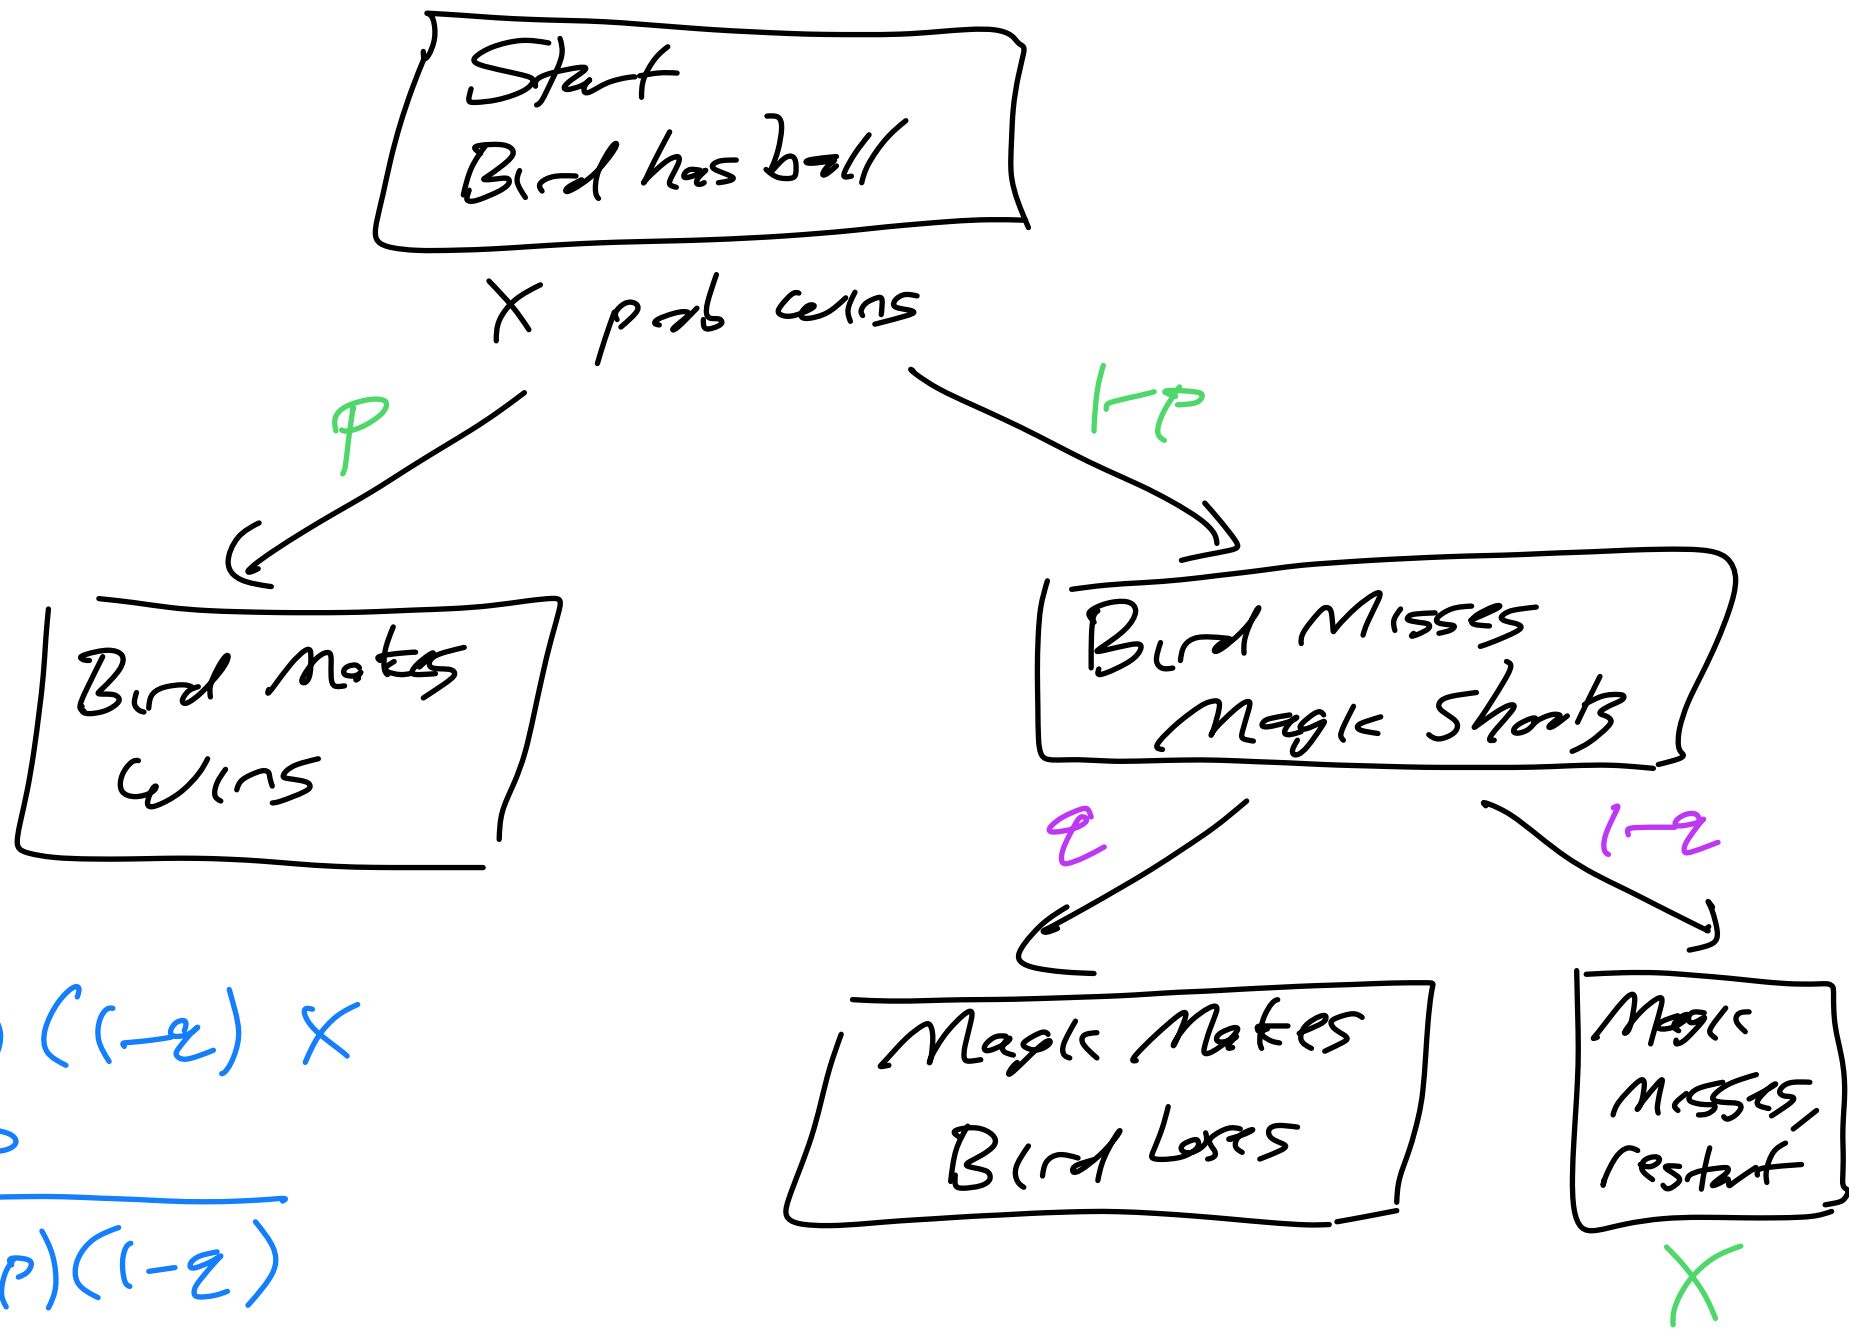 Start
Bird has ball
X prob wins
p
1-p
Bird Makes
wins
Bird Misses
Magic Shoots
q
1-q
) (1-q) X
p
p)(1-q)
Magic Makes
Bird Loses
Magic
Misses,
restart
X